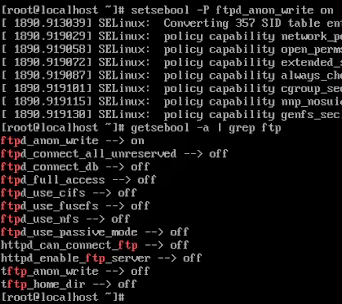 [root@localhost ~]# setsebool -P ftpd_anon_write on
[ 1890.913039] SELinux:  Converting 357 SID table en
[ 1890.919029] SELinux:  policy capability network_p
[ 1890.919058] SELinux:  policy capability open_perm
[ 1890.919072] SELinux:  policy capability extended_s
[ 1890.919087] SELinux:  policy capability always_che
[ 1890.919101] SELinux:  policy capability cgroup_sec
[ 1890.919115] SELinux:  policy capability nnp_nosuid
[ 1890.919130] SELinux:  policy capability genfs_sec
[root@localhost ~]# getsebool -a | grep ftp
ftpd_anon_write --> on
ftpd_connect_all_unreserved --> off
ftpd_connect_db --> off
ftpd_full_access --> off
ftpd_use_cifs --> off
ftpd_use_fusefs --> off
ftpd_use_nfs --> off
ftpd_use_passive_mode --> off
httpd_can_connect_ftp --> off
httpd_enable_ftp_server --> off
tftp_anon_write --> off
tftp_home_dir --> off
[root@localhost ~]#